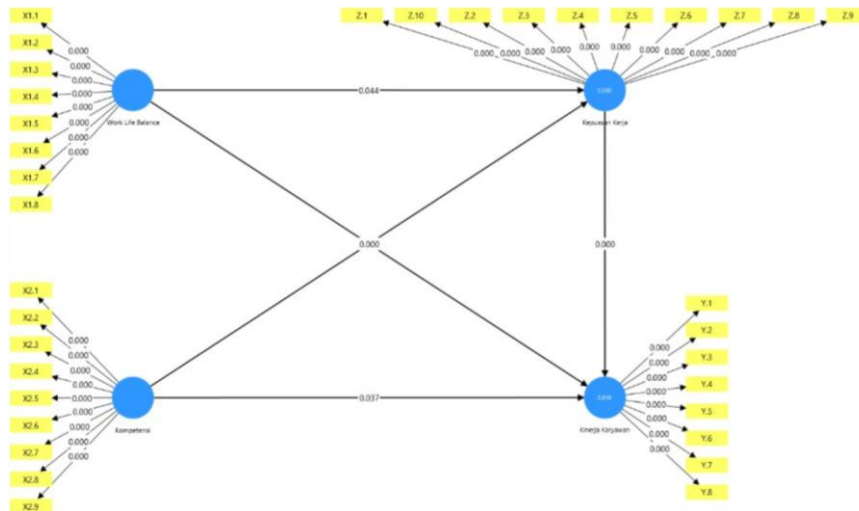 X1.1
X1.2
X1.3
X1.4
X1.5
X1.6
X1.7
X1.8
0.000
0.000
0.000
0.000
0.000
0.000
0.000
0.000
Work Life Balance
Z.1 Z.10 Z.2 Z.3 Z.4 Z.5 Z.6 Z.7 Z.8 Z.9
0.000 0.000 0.000 0.000 0.000 0.000 0.000 0.000 0.000 0.000
Kepuasan Kerja
0.044
0.000
0.000
X2.1
X2.2
X2.3
X2.4
X2.5
X2.6
X2.7
X2.8
X2.9
0.000
0.000
0.000
0.000
0.000
0.000
0.000
0.000
0.000
Kompetensi
0.037
Kinerja Karyawan
0.000
0.000
0.000
0.000
0.000
0.000
0.000
0.000
Y.1
Y.2
Y.3
Y.4
Y.5
Y.6
Y.7
Y.8